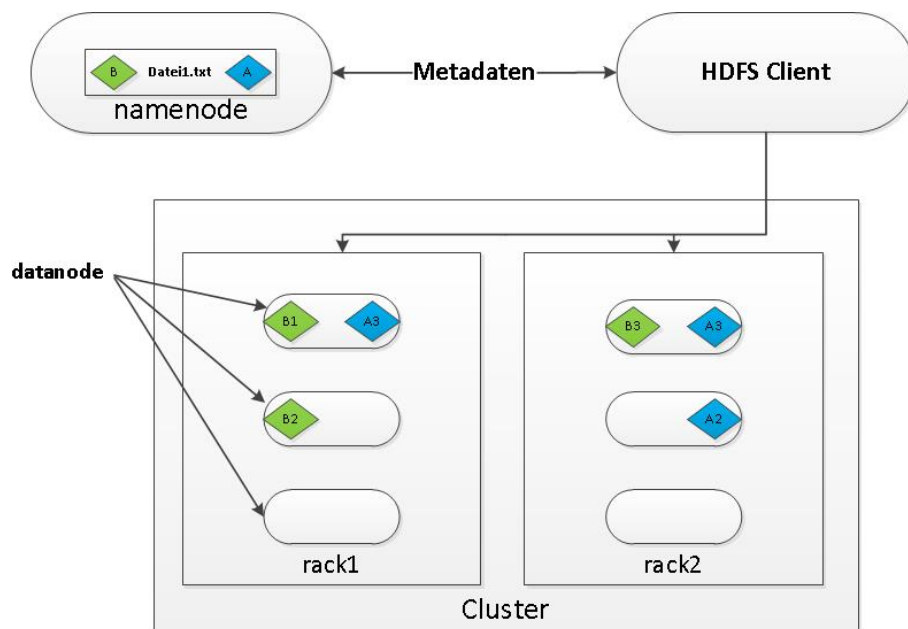 B Datei1.txt A
namenode
Metadaten
HDFS Client
datanode
B1 A3
B2
rack1
B3 A3
A2
rack2
Cluster